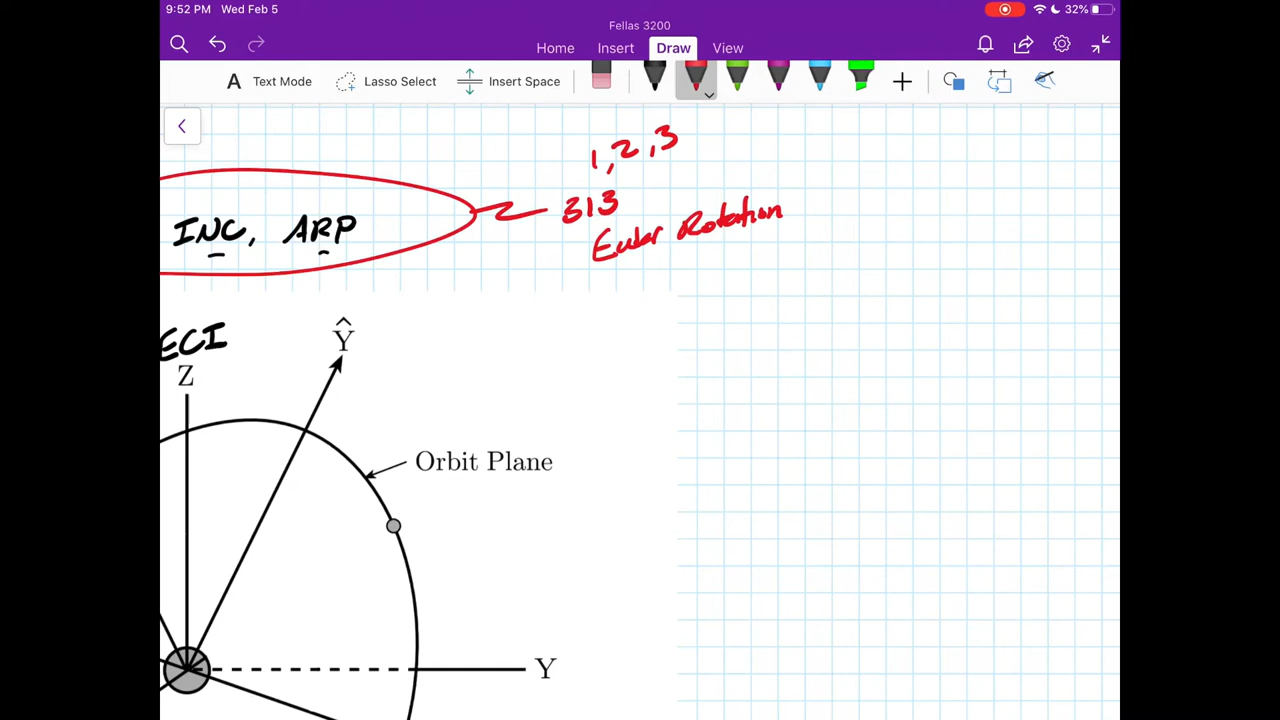 9:52 PM Wed Feb 5
32%
Fellas 3200
Home Insert Draw View
A Text Mode Lasso Select Insert Space
1, 2, 3
313
INC, ARP
Euler Rotation
ECI
Ŷ
Z
Orbit Plane
Y